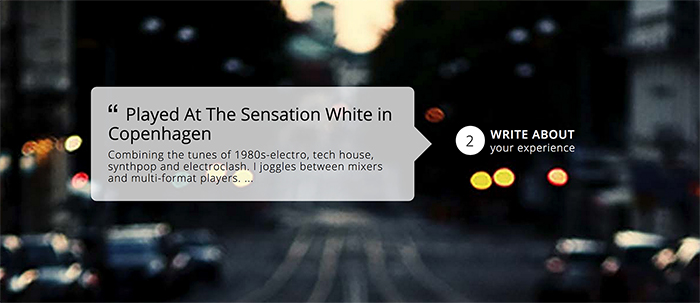 “ Played At The Sensation White in
Copenhagen
Combining the tunes of 1980s-electro, tech house,
synthpop and electroclash, I joggles between mixers
and multi-format players. ...
2
WRITE ABOUT
your experience